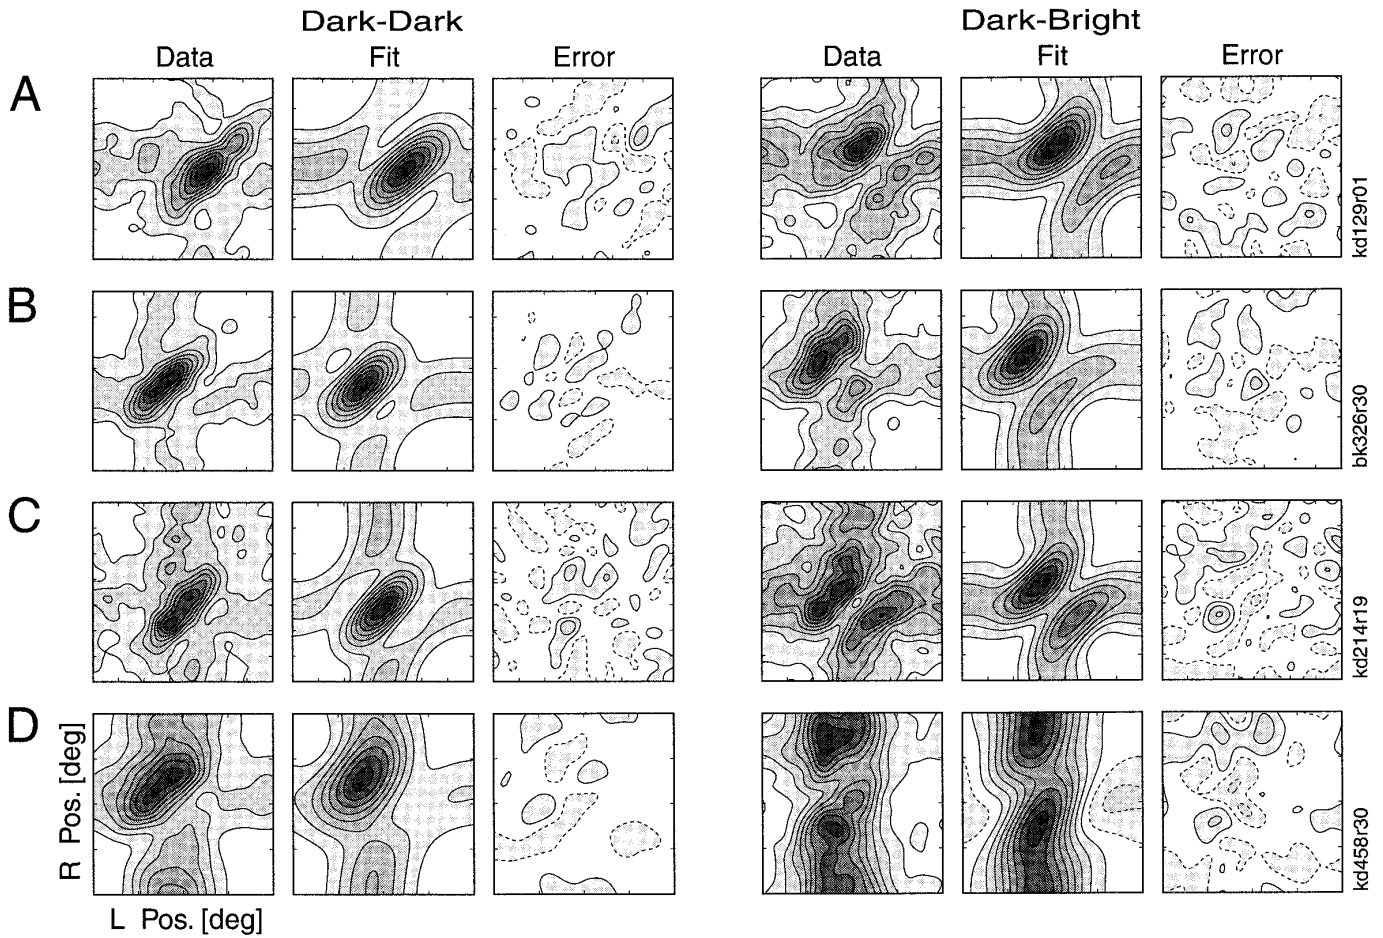 Dark-Dark
Dark-Bright
Data Fit Error
Data Fit Error
A
kd129r01
B
bk326r30
C
kd214r19
D
kd458r30
R Pos. [deg]
L Pos. [deg]